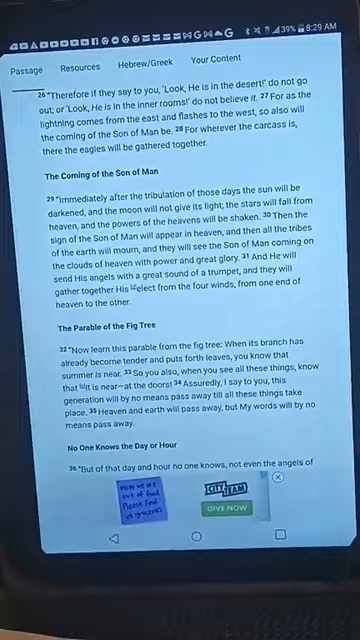 39% 8:29 AM
Passage Resources Hebrew/Greek Your Content
26 "Therefore if they say to you, 'Look, He is in the desert!' do not go
out; or 'Look, He is in the inner rooms!' do not believe it. 27 For as the
lightning comes from the east and flashes to the west, so also will
the coming of the Son of Man be. 28 For wherever the carcass is,
there the eagles will be gathered together.
The Coming of the Son of Man
29 "Immediately after the tribulation of those days the sun will be
darkened, and the moon will not give its light; the stars will fall from
heaven, and the powers of the heavens will be shaken. 30 Then the
sign of the Son of Man will appear in heaven, and then all the tribes
of the earth will mourn, and they will see the Son of Man coming on
the clouds of heaven with power and great glory. 31 And He will
send His angels with a great sound of a trumpet, and they will
gather together His elect from the four winds, from one end of
heaven to the other.
The Parable of the Fig Tree
32 "Now learn this parable from the fig tree: When its branch has
already become tender and puts forth leaves, you know that
summer is near. 33 So you also, when you see all these things, know
that it is near—at the doors! 34 Assuredly, I say to you, this
generation will by no means pass away till all these things take
place. 35 Heaven and earth will pass away, but My words will by no
means pass away.
No One Knows the Day or Hour
36 "But of that day and hour no one knows, not even the angels of
mom we are
out of food
Please find
us groceries
CITY TEAM
GIVE NOW